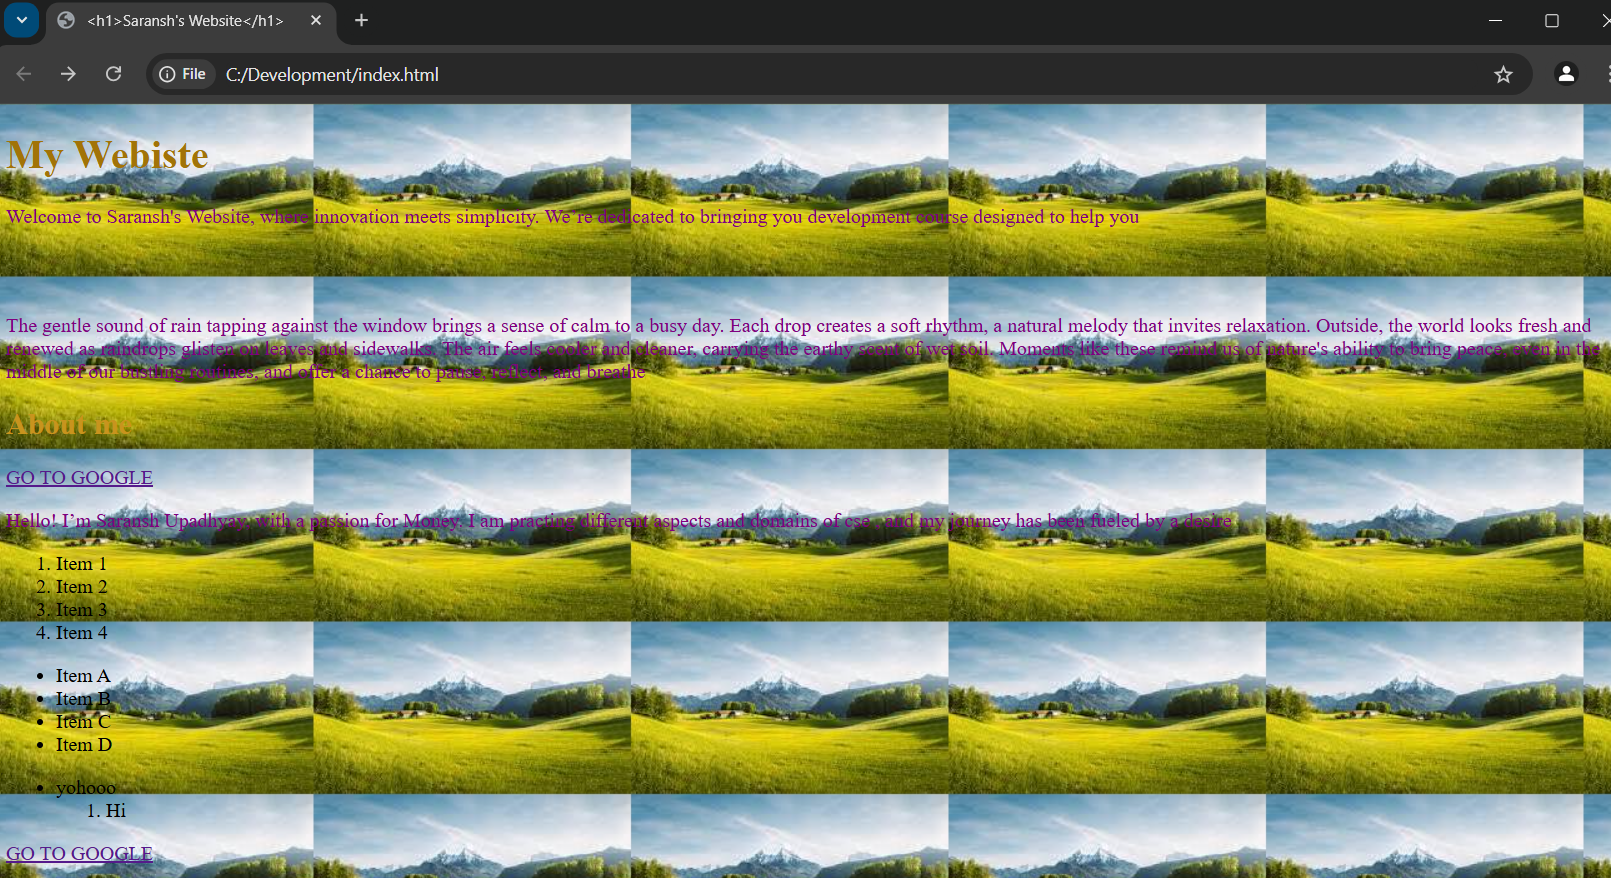 <h1>Saransh's Website</h1>
File C:/Development/index.html
My Webiste
Welcome to Saransh's Website, where innovation meets simplicity. We´re dedicated to bringing you development course designed to help you
The gentle sound of rain tapping against the window brings a sense of calm to a busy day. Each drop creates a soft rhythm, a natural melody that invites relaxation. Outside, the world looks fresh and
renewed as raindrops glisten on leaves and sidewalks. The air feels cooler and cleaner, carrying the earthy scent of wet soil. Moments like these remind us of nature's ability to bring peace, even in the
middle of our bustling routines, and offer a chance to pause, reflect, and breathe
About me
GO TO GOOGLE
Hello! I’m Saransh Upadhyay, with a passion for Money. I am practing different aspects and domains of cse , and my journey has been fueled by a desire
1. Item 1
2. Item 2
3. Item 3
4. Item 4
• Item A
• Item B
• Item C
• Item D
• yohooo
1. Hi
GO TO GOOGLE